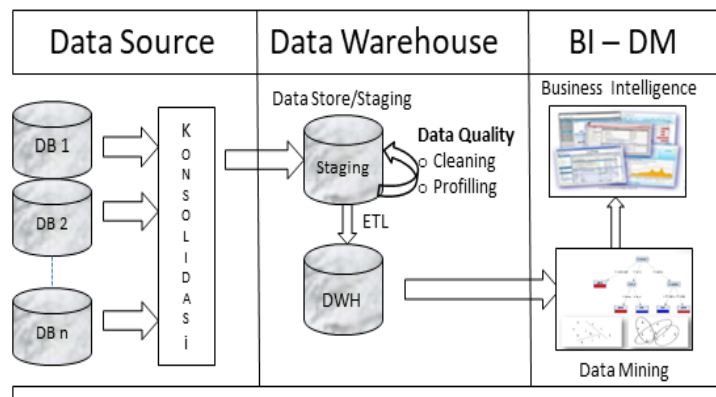 Data Source
Data Warehouse
BI – DM
DB 1
DB 2
DB n
K
o
n
s
o
l
i
d
a
s
i
Data Store/Staging
Staging
Data Quality
o Cleaning
o Profilling
ETL
DWH
Business Intelligence
Data Mining